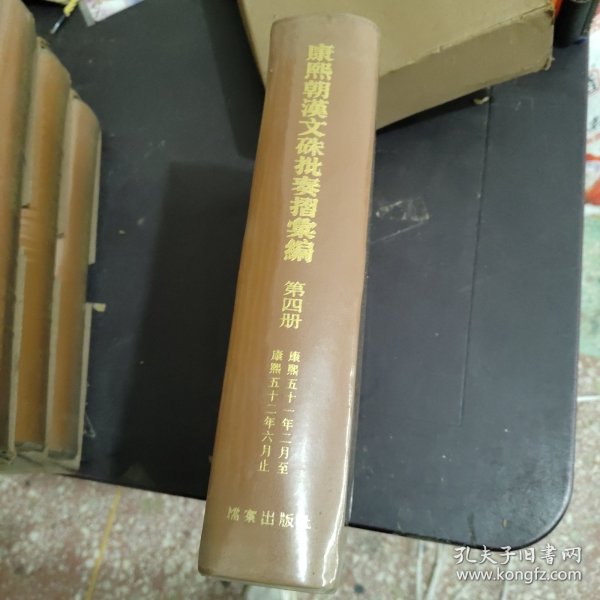 康熙朝漢文硃批奏摺彙編
第四册
康熙五十一年二月至
康熙五十二年六月止
檔案出版社
孔夫子旧书网
www.kongfz.com